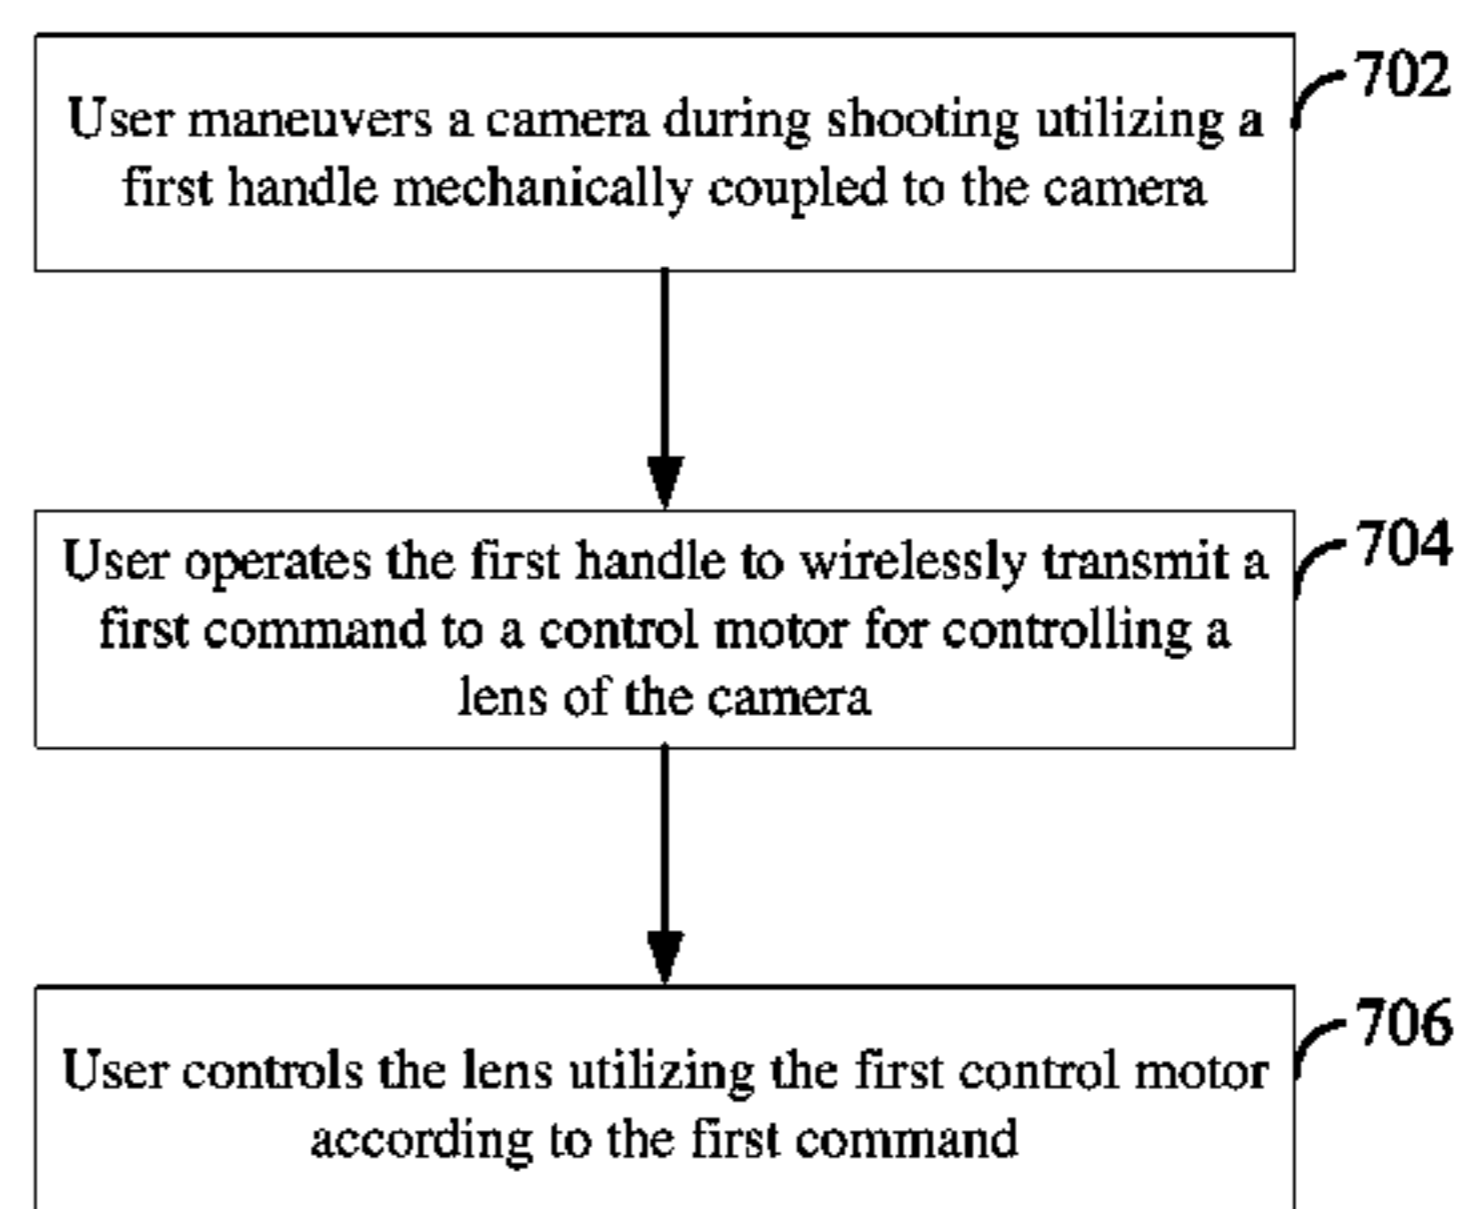 702
User maneuvers a camera during shooting utilizing a
first handle mechanically coupled to the camera
704
User operates the first handle to wirelessly transmit a
first command to a control motor for controlling a
lens of the camera
706
User controls the lens utilizing the first control motor
according to the first command